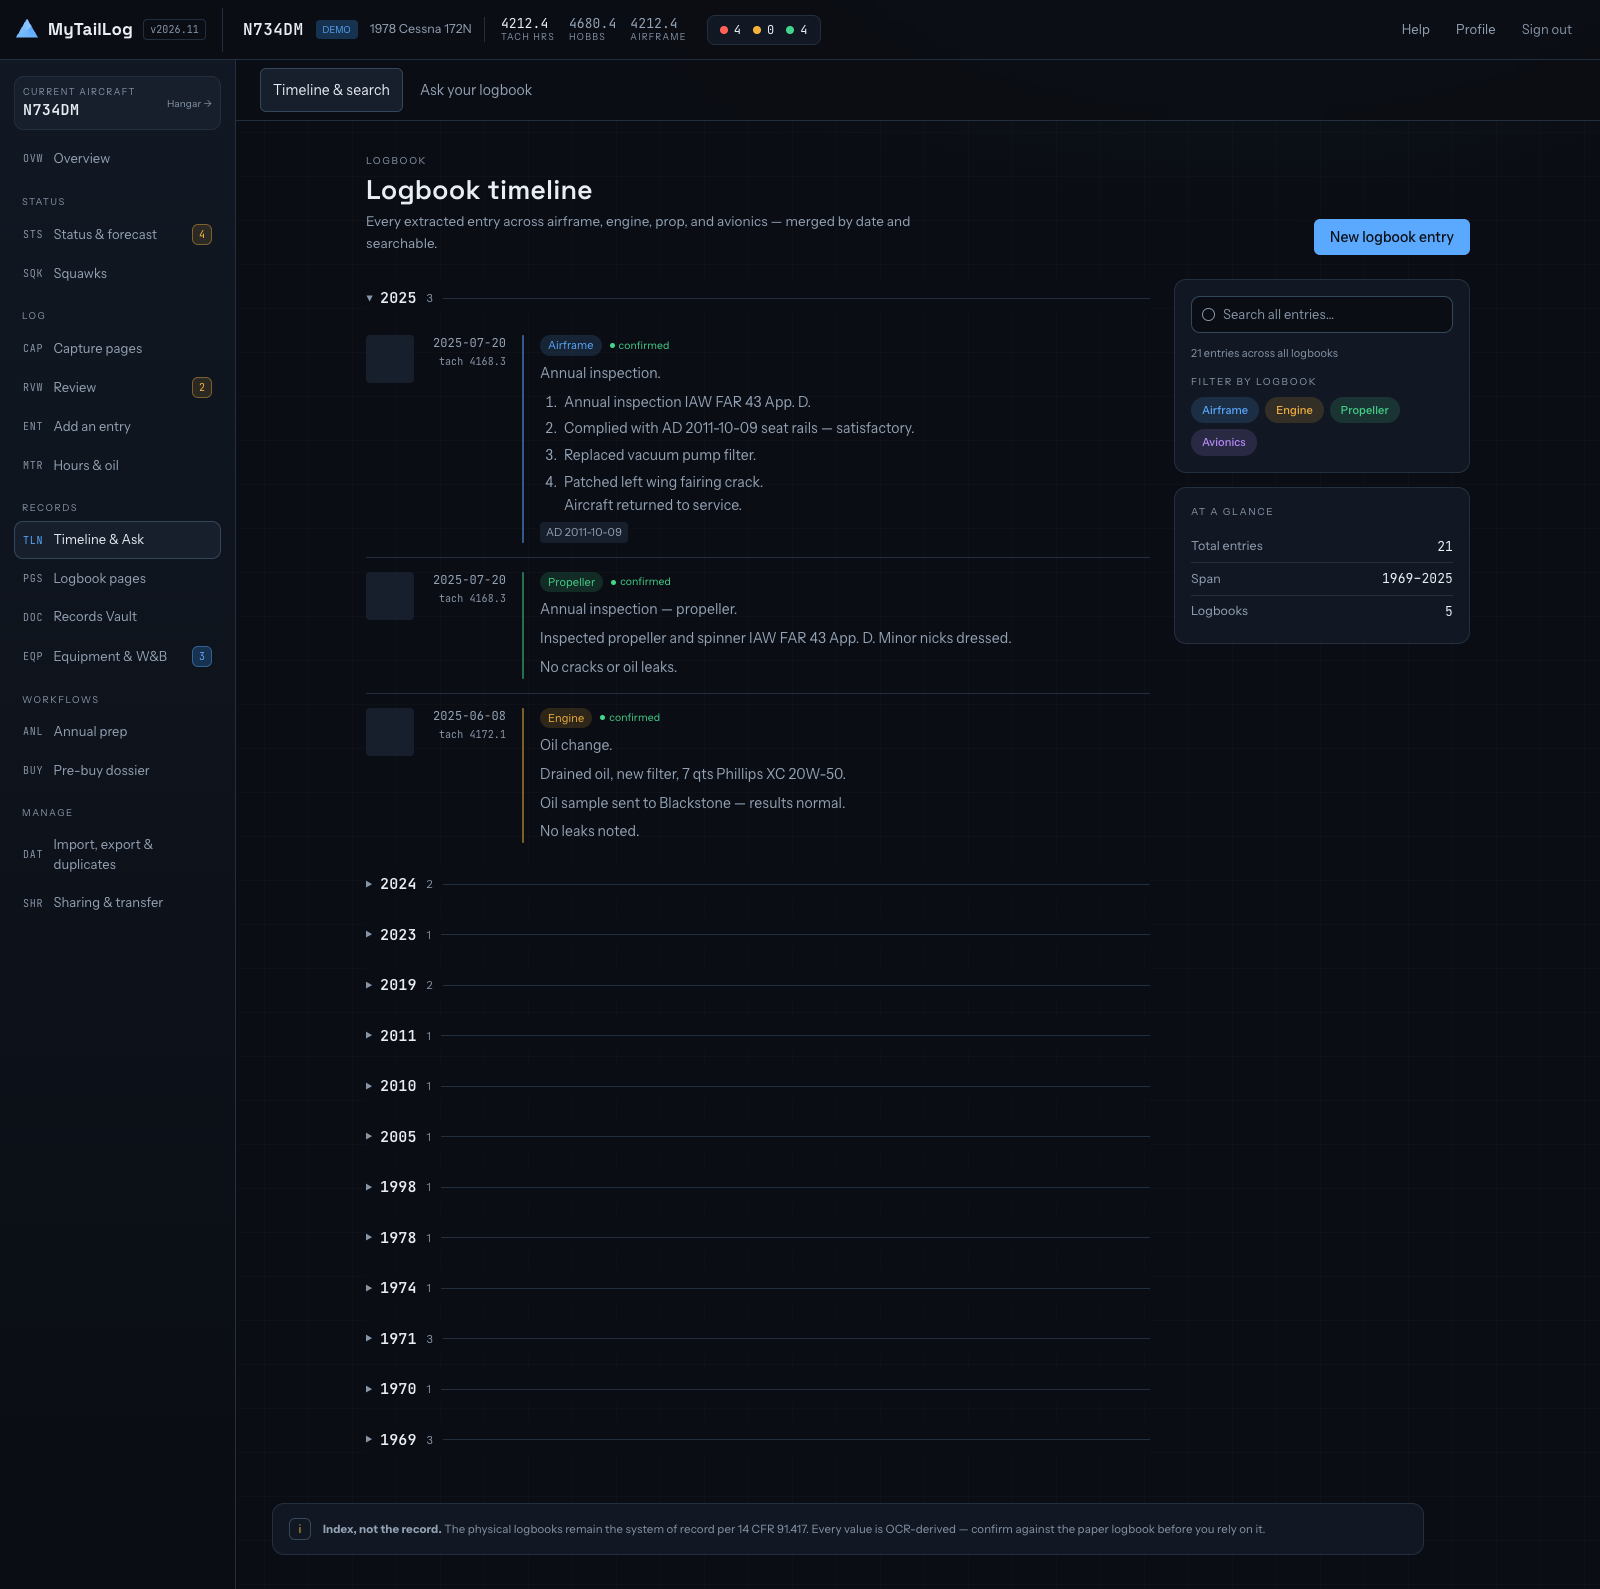 MyTailLog v2026.11
N734DM DEMO 1978 Cessna 172N
4212.4 4680.4 4212.4
TACH HRS HOBBS AIRFRAME
4 0 4
Help Profile Sign out
CURRENT AIRCRAFT
N734DM
Hangar →
OVW Overview
STATUS
STS Status & forecast 4
SQK Squawks
LOG
CAP Capture pages
RVW Review 2
ENT Add an entry
MTR Hours & oil
RECORDS
TLN Timeline & Ask
PGS Logbook pages
DOC Records Vault
EQP Equipment & W&B 3
WORKFLOWS
ANL Annual prep
BUY Pre-buy dossier
MANAGE
DAT Import, export &
duplicates
SHR Sharing & transfer
Timeline & search Ask your logbook
LOGBOOK
Logbook timeline
Every extracted entry across airframe, engine, prop, and avionics — merged by date and
searchable.
New logbook entry
2025 3
2025-07-20
tach 4168.3
Airframe confirmed
Annual inspection.
1. Annual inspection IAW FAR 43 App. D.
2. Complied with AD 2011-10-09 seat rails — satisfactory.
3. Replaced vacuum pump filter.
4. Patched left wing fairing crack.
Aircraft returned to service.
AD 2011-10-09
2025-07-20
tach 4168.3
Propeller confirmed
Annual inspection — propeller.
Inspected propeller and spinner IAW FAR 43 App. D. Minor nicks dressed.
No cracks or oil leaks.
2025-06-08
tach 4172.1
Engine confirmed
Oil change.
Drained oil, new filter, 7 qts Phillips XC 20W-50.
Oil sample sent to Blackstone — results normal.
No leaks noted.
2024 2
2023 1
2019 2
2011 1
2010 1
2005 1
1998 1
1978 1
1974 1
1971 3
1970 1
1969 3
Search all entries...
21 entries across all logbooks
FILTER BY LOGBOOK
Airframe Engine Propeller
Avionics
AT A GLANCE
Total entries 21
Span 1969–2025
Logbooks 5
i Index, not the record. The physical logbooks remain the system of record per 14 CFR 91.417. Every value is OCR-derived — confirm against the paper logbook before you rely on it.